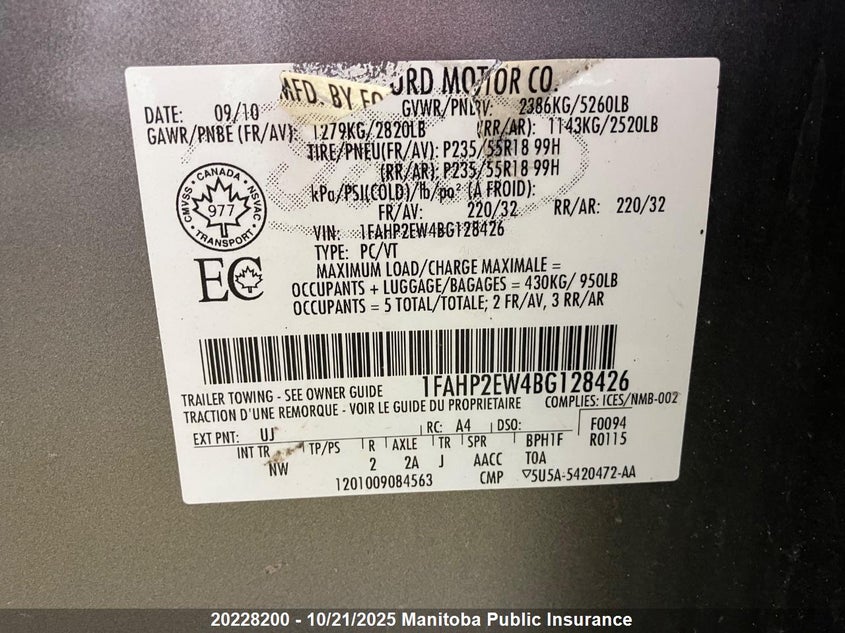 MFD. BY FO RD MOTOR CO.
DATE: 09/10 GVWR/PNBV: 2386KG/5260LB
GAWR/PNBE (FR/AV): 1279KG/2820LB (RR/AR): 1143KG/2520LB
TIRE/PNEU(FR/AV): P235/55R18 99H
(RR/AR): P235/55R18 99H
kPa/PSI(COLD)/lb/po² (À FROID):
FR/AV: 220/32 RR/AR: 220/32
CMVSS CANADA NSVAC
977
TRANSPORT
VIN: 1FAHP2EW4BG128426
TYPE: PC/VT
EC
MAXIMUM LOAD/CHARGE MAXIMALE =
OCCUPANTS + LUGGAGE/BAGAGES = 430KG/ 950LB
OCCUPANTS = 5 TOTAL/TOTALE; 2 FR/AV, 3 RR/AR
1FAHP2EW4BG128426
TRAILER TOWING - SEE OWNER GUIDE
TRACTION D'UNE REMORQUE - VOIR LE GUIDE DU PROPRIETAIRE COMPLIES: ICES/NMB-002
EXT PNT: UJ RC: A4 DSO: F0094
INT TR TP/PS R AXLE TR SPR BPH1F R0115
NW 2 2A J AACC TOA
1201009084563 CMP ▽5U5A-5420472-AA
20228200 - 10/21/2025 Manitoba Public Insurance